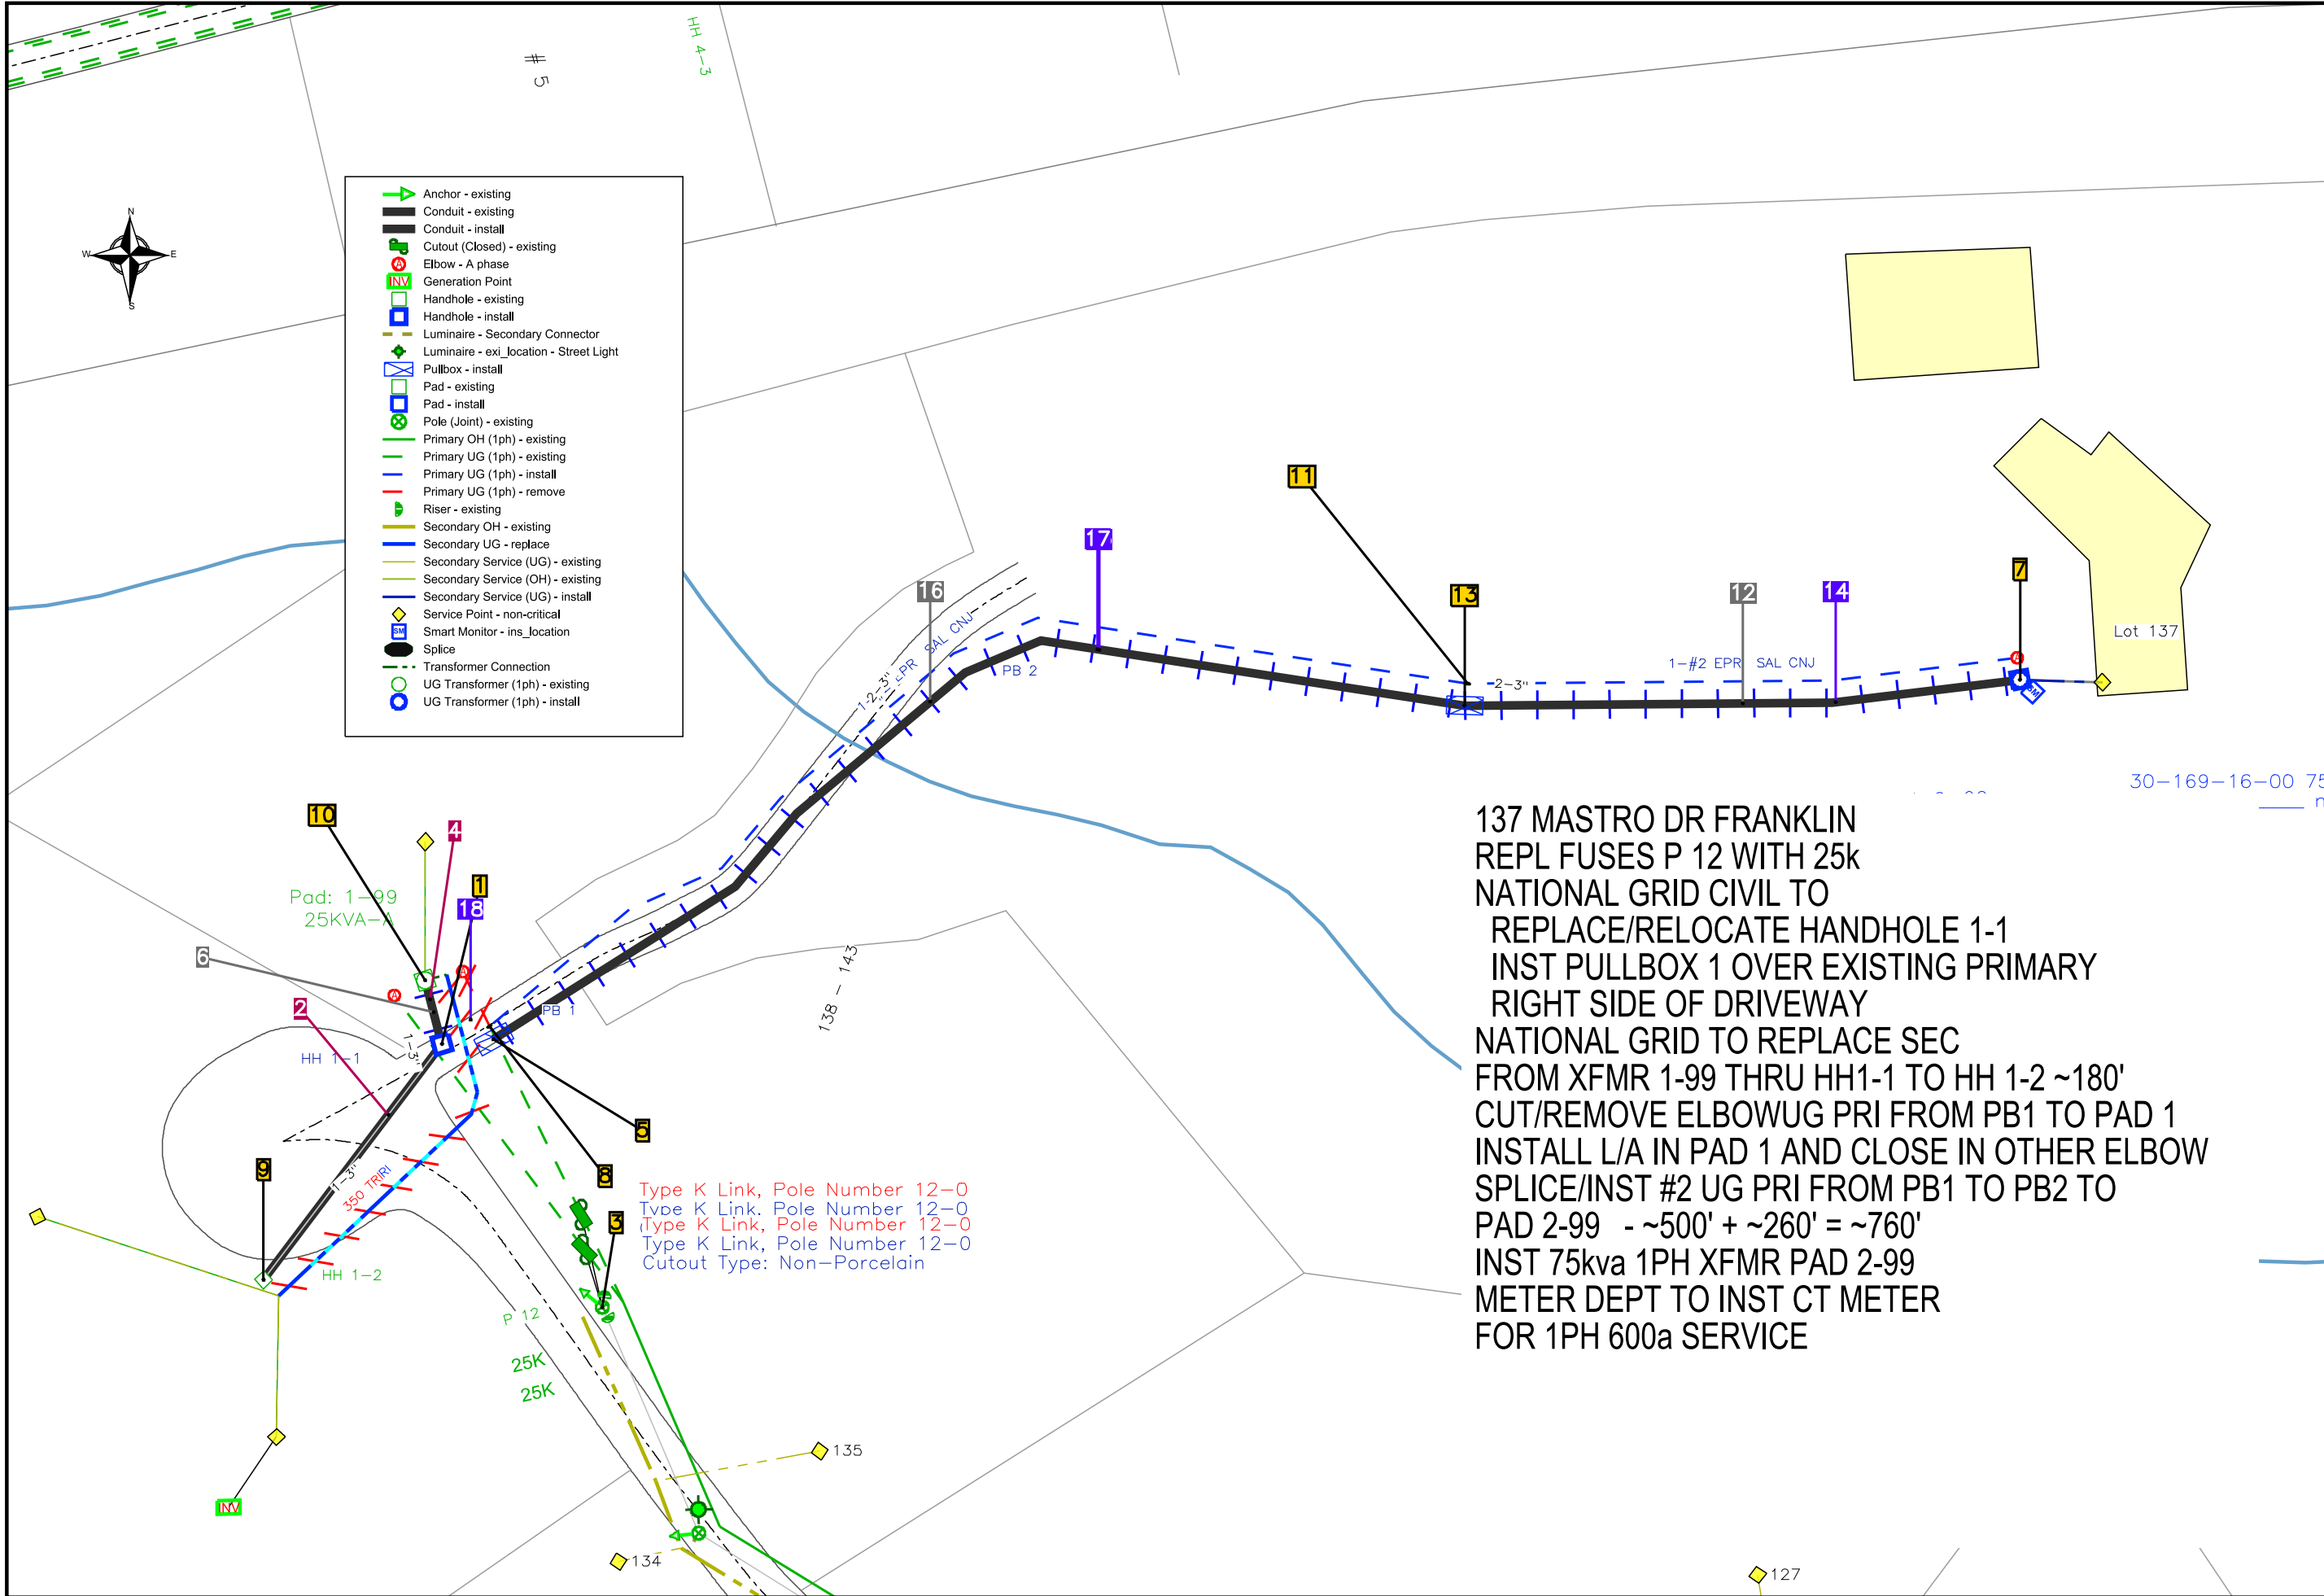 # 5
HH 4-3
N
W
E
S
Anchor - existing
Conduit - existing
Conduit - install
Cutout (Closed) - existing
A
Elbow - A phase
INV
Generation Point
Handhole - existing
Handhole - install
Luminaire - Secondary Connector
Luminaire - exi_location - Street Light
Pullbox - install
Pad - existing
Pad - install
Pole (Joint) - existing
Primary OH (1ph) - existing
Primary UG (1ph) - existing
Primary UG (1ph) - install
Primary UG (1ph) - remove
Riser - existing
Secondary OH - existing
Secondary UG - replace
Secondary Service (UG) - existing
Secondary Service (OH) - existing
Secondary Service (UG) - install
Service Point - non-critical
SM
Smart Monitor - ins_location
Splice
Transformer Connection
UG Transformer (1ph) - existing
UG Transformer (1ph) - install
11
17
16
13
12
14
7
Lot 137
EPR SAL CNJ
2-3"
PB 2
2-3"
1-#2 EPR SAL CNJ
A
SM
30-169-16-00 75
10
4
1
18
Pad: 1-99
25KVA-A
6
A
A
2
PB 1
138 - 143
HH 1-1
1-3"
5
8
9
3
1-3"
350 TRIRI
HH 1-2
Type K Link, Pole Number 12-0
Type K Link, Pole Number 12-0
Type K Link, Pole Number 12-0
Type K Link, Pole Number 12-0
Cutout Type: Non-Porcelain
P 12
25K
25K
INV
135
134
127
137 MASTRO DR FRANKLIN
REPL FUSES P 12 WITH 25k
NATIONAL GRID CIVIL TO
REPLACE/RELOCATE HANDHOLE 1-1
INST PULLBOX 1 OVER EXISTING PRIMARY
RIGHT SIDE OF DRIVEWAY
NATIONAL GRID TO REPLACE SEC
FROM XFMR 1-99 THRU HH1-1 TO HH 1-2 ~180'
CUT/REMOVE ELBOWUG PRI FROM PB1 TO PAD 1
INSTALL L/A IN PAD 1 AND CLOSE IN OTHER ELBOW
SPLICE/INST #2 UG PRI FROM PB1 TO PB2 TO
PAD 2-99 - ~500' + ~260' = ~760'
INST 75kva 1PH XFMR PAD 2-99
METER DEPT TO INST CT METER
FOR 1PH 600a SERVICE